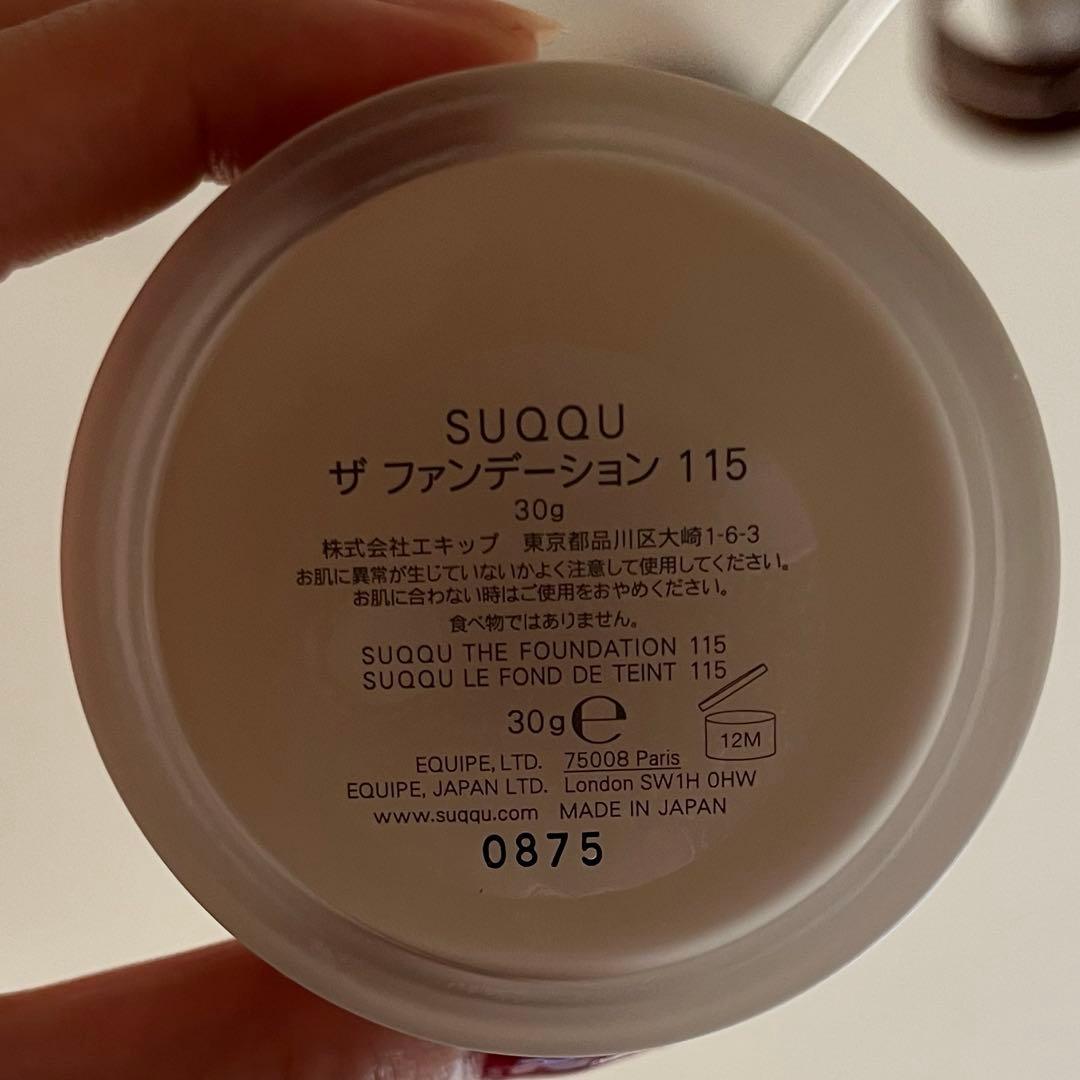 SUQQU
ザ ファンデーション 115
30g
株式会社エキップ 東京都品川区大崎1-6-3
お肌に異常が生じていないかよく注意して使用してください。
お肌に合わない時はご使用をおやめください。
食べ物ではありません。
SUQQU THE FOUNDATION 115
SUQQU LE FOND DE TEINT 115
30g e
12M
EQUIPE, LTD. 75008 Paris
EQUIPE, JAPAN LTD. London SW1H 0HW
www.suqqu.com MADE IN JAPAN
0875